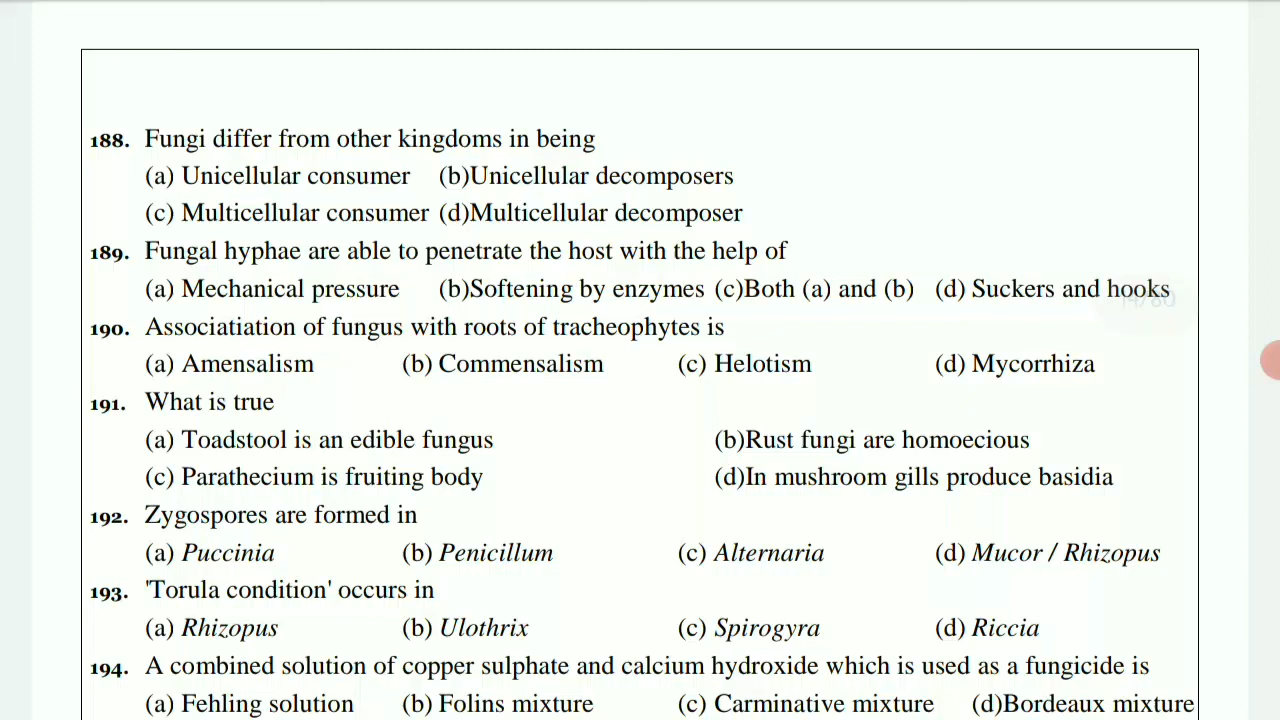 188. Fungi differ from other kingdoms in being
(a) Unicellular consumer (b)Unicellular decomposers
(c) Multicellular consumer (d)Multicellular decomposer
189. Fungal hyphae are able to penetrate the host with the help of
(a) Mechanical pressure (b)Softening by enzymes (c)Both (a) and (b) (d) Suckers and hooks
190. Associatiation of fungus with roots of tracheophytes is
(a) Amensalism (b) Commensalism (c) Helotism (d) Mycorrhiza
191. What is true
(a) Toadstool is an edible fungus (b)Rust fungi are homoecious
(c) Parathecium is fruiting body (d)In mushroom gills produce basidia
192. Zygospores are formed in
(a) Puccinia (b) Penicillum (c) Alternaria (d) Mucor / Rhizopus
193. 'Torula condition' occurs in
(a) Rhizopus (b) Ulothrix (c) Spirogyra (d) Riccia
194. A combined solution of copper sulphate and calcium hydroxide which is used as a fungicide is
(a) Fehling solution (b) Folins mixture (c) Carminative mixture (d)Bordeaux mixture